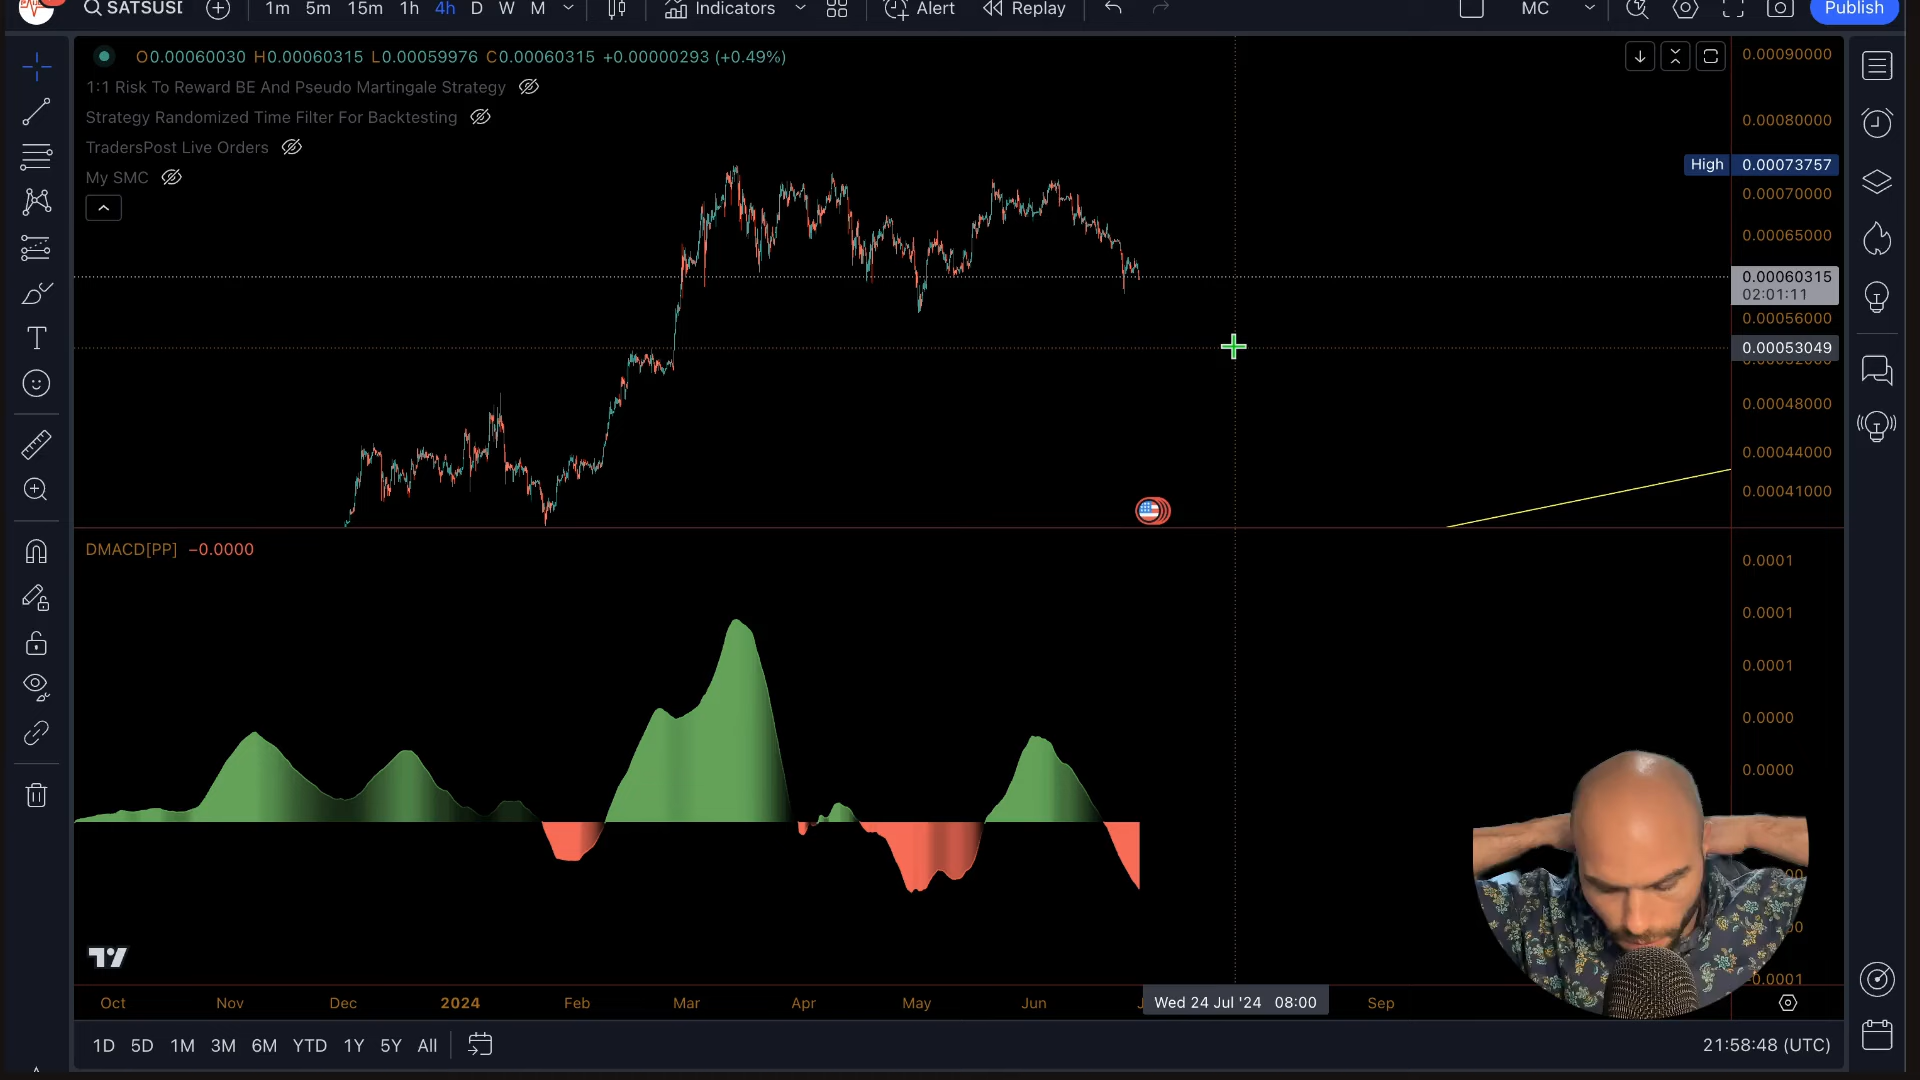 SATSUSD 1m 5m 15m 1h 4h D W M Indicators Alert Replay MC Publish
O0.00060030 H0.00060315 L0.00059976 C0.00060315 +0.00000293 (+0.49%)
1:1 Risk To Reward BE And Pseudo Martingale Strategy
Strategy Randomized Time Filter For Backtesting
TradersPost Live Orders
My SMC
0.00090000
0.00080000
High 0.00073757
0.00070000
0.00065000
0.00060315
02:01:11
0.00056000
0.00053049
0.00048000
0.00044000
0.00041000
DMACD[PP] −0.0000
0.0001
0.0001
0.0001
0.0000
0.0000
0.0001
Oct Nov Dec 2024 Feb Mar Apr May Jun Wed 24 Jul '24 08:00 Sep
1D 5D 1M 3M 6M YTD 1Y 5Y All
21:58:48 (UTC)